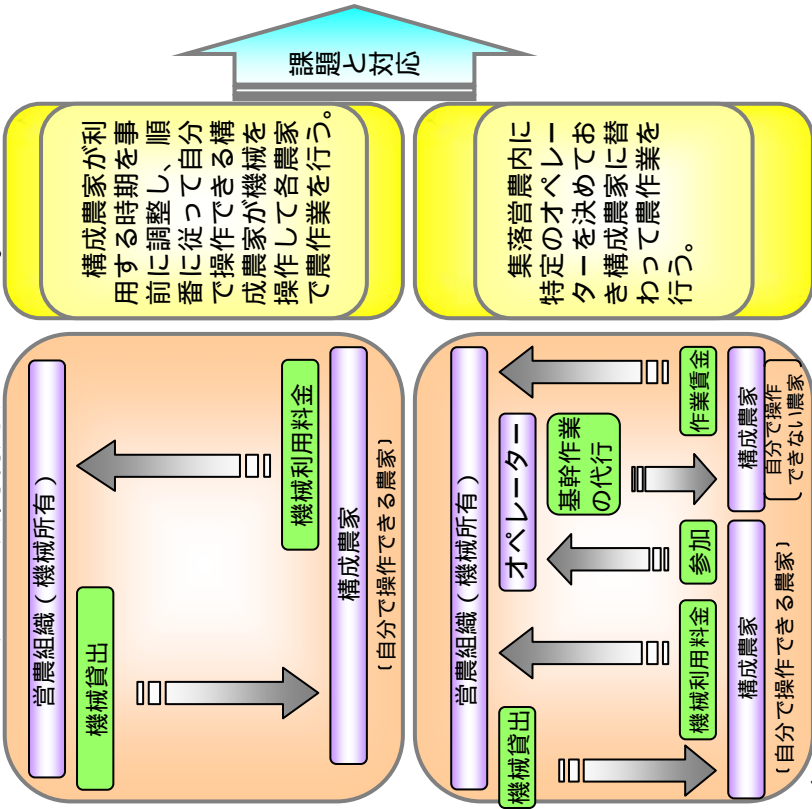 営農組織(機械所有)
機械貸出
機械利用料金
構成農家
(自分で操作できる農家)
構成農家が利
用する時期を事
前に調整し、順
番に従って自分
で操作できる構
成農家が機械を
操作して各農家
で農作業を行う。
営農組織(機械所有)
機械貸出
機械利用料金
オペレーター
参加
基幹作業
の代行
作業賃金
構成農家
(自分で操作できる農家)
構成農家
自分で操作
できない農家
集落営農内に
特定のオペレー
ターを決めてお
き構成農家に替
わって農作業を
行う。
課題と対応